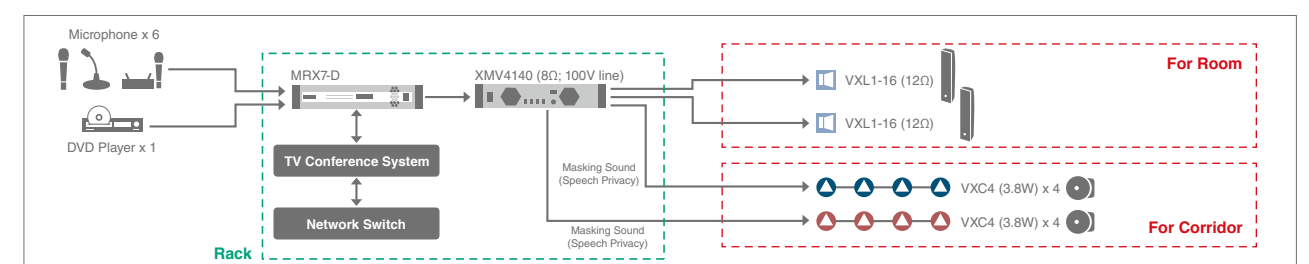 Microphone x 6
DVD Player x 1
MRX7-D
XMV4140 (8Ω; 100V line)
TV Conference System
Network Switch
Rack
Masking Sound
(Speech Privacy)
Masking Sound
(Speech Privacy)
For Room
VXL1-16 (12Ω)
VXL1-16 (12Ω)
VXC4 (3.8W) x 4
VXC4 (3.8W) x 4
For Corridor